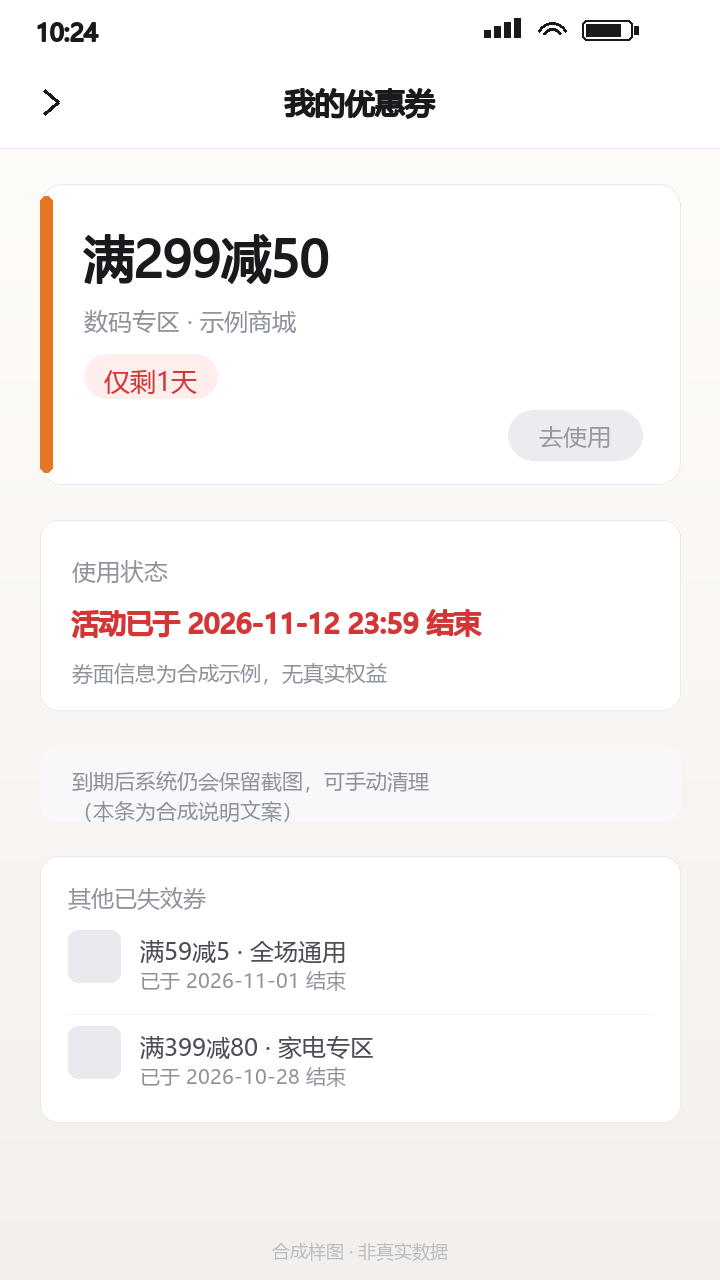 10:24
我的优惠券
满299减50
数码专区 · 示例商城
仅剩1天
去使用
使用状态
活动已于 2026-11-12 23:59 结束
券面信息为合成示例，无真实权益
到期后系统仍会保留截图，可手动清理
（本条为合成说明文案）
其他已失效券
满59减5 · 全场通用
已于 2026-11-01 结束
满399减80 · 家电专区
已于 2026-10-28 结束
合成样图 · 非真实数据